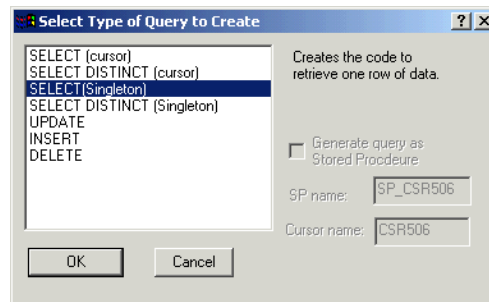 Select Type of Query to Create
SELECT (cursor)
SELECT DISTINCT (cursor)
SELECT(Singleton)
SELECT DISTINCT (Singleton)
UPDATE
INSERT
DELETE
Creates the code to
retrieve one row of data.
Generate query as
Stored Procdeure
SP name: SP_CSR506
Cursor name: CSR506
OK Cancel